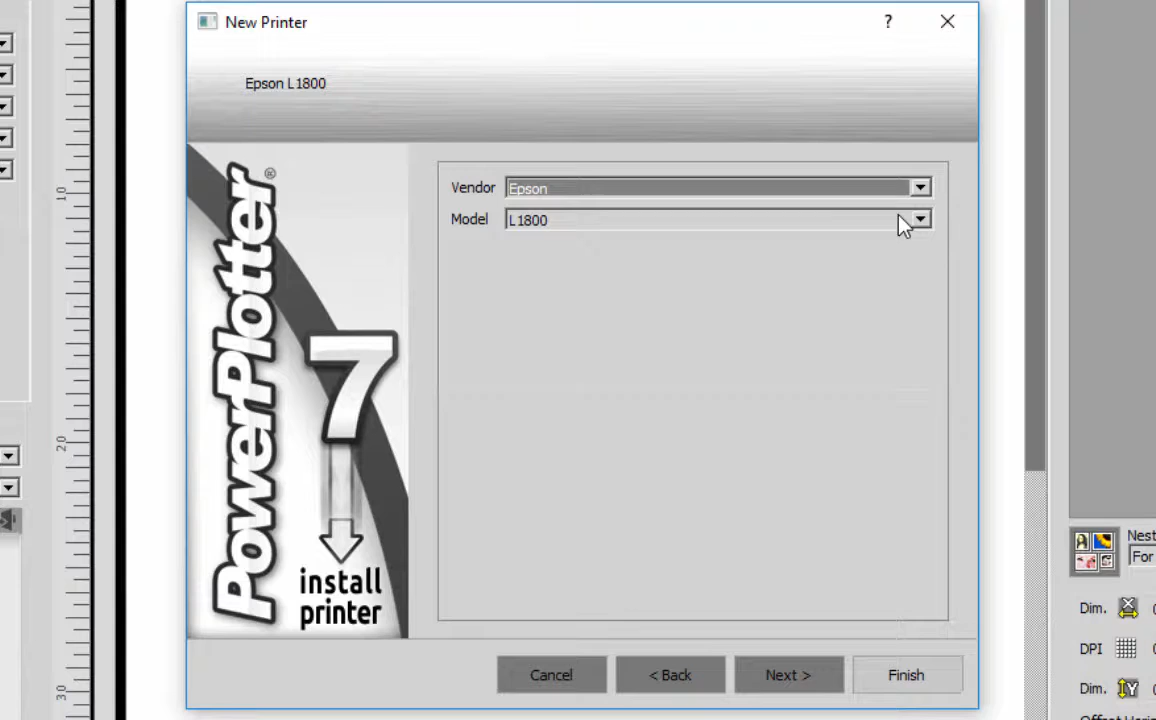 New Printer
?
Epson L1800
Vendor
Epson
Model
L1800
PowerPlotter®
7
install
printer
Cancel
< Back
Next >
Finish
10
20
30
Nest
For
Dim.
DPI
Dim.